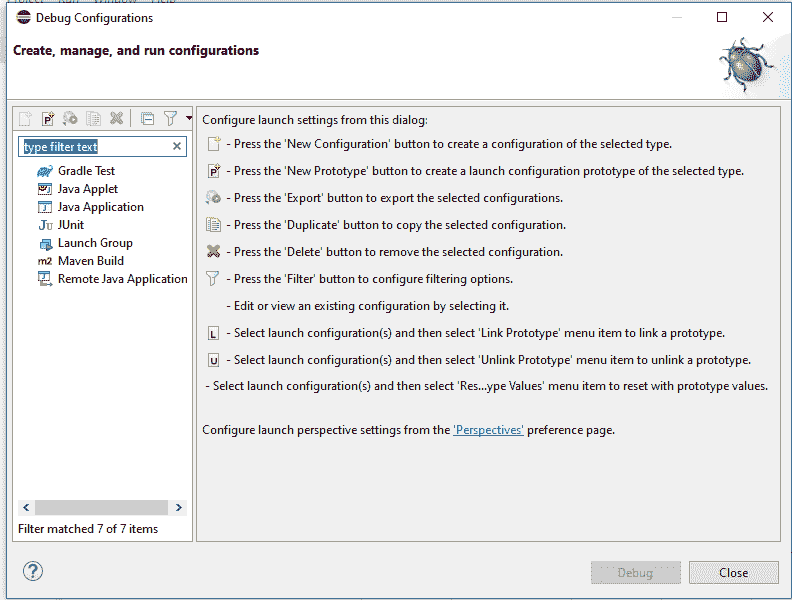 Debug Configurations
Create, manage, and run configurations
type filter text
Gradle Test
Java Applet
Java Application
Ju JUnit
Launch Group
m2 Maven Build
Remote Java Application
Filter matched 7 of 7 items
Configure launch settings from this dialog:
- Press the 'New Configuration' button to create a configuration of the selected type.
P - Press the 'New Prototype' button to create a launch configuration prototype of the selected type.
- Press the 'Export' button to export the selected configurations.
- Press the 'Duplicate' button to copy the selected configuration.
- Press the 'Delete' button to remove the selected configuration.
- Press the 'Filter' button to configure filtering options.
- Edit or view an existing configuration by selecting it.
L - Select launch configuration(s) and then select 'Link Prototype' menu item to link a prototype.
U - Select launch configuration(s) and then select 'Unlink Prototype' menu item to unlink a prototype.
- Select launch configuration(s) and then select 'Res...ype Values' menu item to reset with prototype values.
Configure launch perspective settings from the 'Perspectives' preference page.
?
Debug
Close